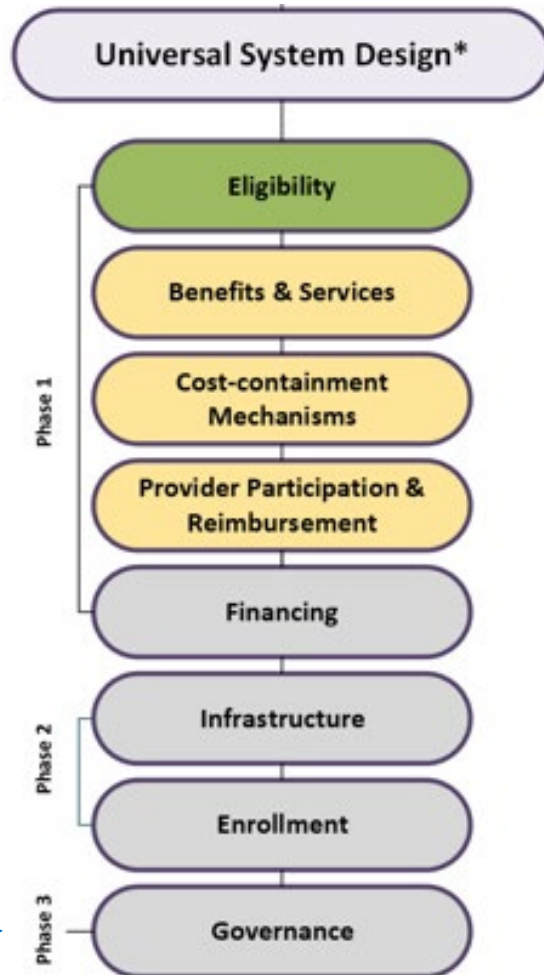 Universal System Design*
Eligibility
Benefits & Services
Cost-containment
Mechanisms
Provider Participation &
Reimbursement
Financing
Phase 1
Infrastructure
Enrollment
Phase 2
Governance
Phase 3